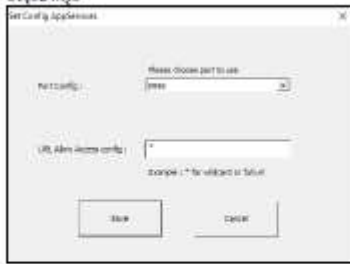 Set Config AppServices
Please choose port to use
Port Config :
URL Allow Access config :
*
Example : * for wildcard or
Save
Cancel